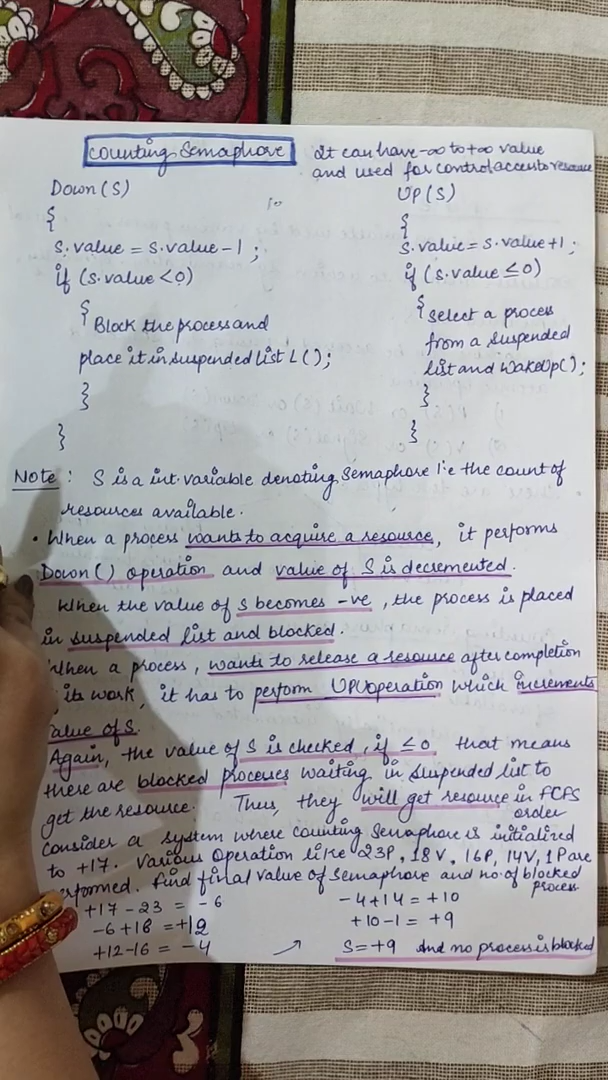 Counting Semaphore
It can have -∞ to +∞ value
and used for control access to resource
Down (S)
{
S.value = S.value - 1 ;
if (S.value < 0)
{
Block the process and
place it in suspended list L( );
}
}
UP (S)
{
S.value = S.value + 1 ;
if (S.value ≤ 0)
{
Select a process
from a suspended
list and WakeUp( );
}
}
Note : S is a int. variable denoting Semaphore i.e the count of
resources available.
• When a process wants to acquire a resource, it performs
Down ( ) operation and value of S is decremented.
When the value of S becomes -ve, the process is placed
in suspended list and blocked.
When a process, wants to release a resource after completion
its work, it has to perform UP() operation which increments
value of S.
Again, the value of S is checked, if ≤ 0 that means
there are blocked processes waiting in suspended list to
get the resource. Thus, they will get resource in FCFS
order
Consider a system where counting Semaphore is initialized
to +17. Various Operation like 23P, 18V, 16P, 14V, 1P are
performed. Find final value of Semaphore and no. of blocked
process
+17 - 23 = -6
-6 + 18 = +12
+12 - 16 = -4
-4 + 14 = +10
+10 - 1 = +9
→ S = +9 And no process is blocked